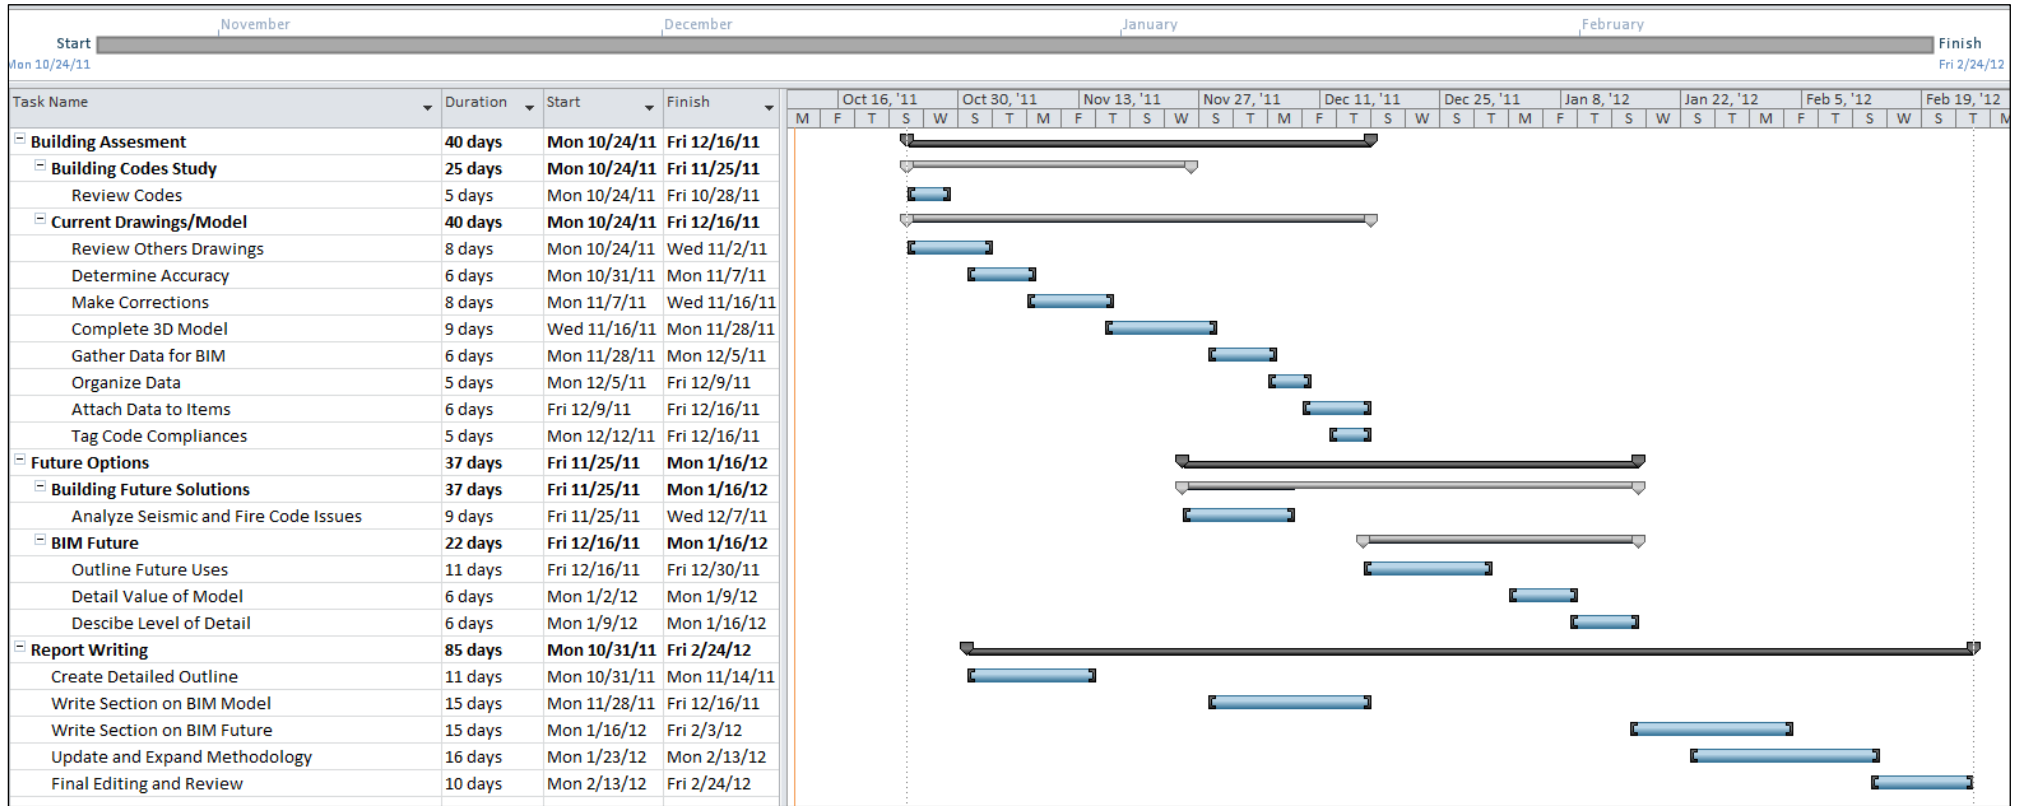 November December January February
Start Finish
Mon 10/24/11 Fri 2/24/12
Task Name Duration Start Finish Oct 16, '11 Oct 30, '11 Nov 13, '11 Nov 27, '11 Dec 11, '11 Dec 25, '11 Jan 8, '12 Jan 22, '12 Feb 5, '12 Feb 19, '12
M F T S W S T M F T S W S T M F T S W S T M F T S W S T M F T S W S T M
Building Assesment 40 days Mon 10/24/11 Fri 12/16/11
Building Codes Study 25 days Mon 10/24/11 Fri 11/25/11
Review Codes 5 days Mon 10/24/11 Fri 10/28/11
Current Drawings/Model 40 days Mon 10/24/11 Fri 12/16/11
Review Others Drawings 8 days Mon 10/24/11 Wed 11/2/11
Determine Accuracy 6 days Mon 10/31/11 Mon 11/7/11
Make Corrections 8 days Mon 11/7/11 Wed 11/16/11
Complete 3D Model 9 days Wed 11/16/11 Mon 11/28/11
Gather Data for BIM 6 days Mon 11/28/11 Mon 12/5/11
Organize Data 5 days Mon 12/5/11 Fri 12/9/11
Attach Data to Items 6 days Fri 12/9/11 Fri 12/16/11
Tag Code Compliances 5 days Mon 12/12/11 Fri 12/16/11
Future Options 37 days Fri 11/25/11 Mon 1/16/12
Building Future Solutions 37 days Fri 11/25/11 Mon 1/16/12
Analyze Seismic and Fire Code Issues 9 days Fri 11/25/11 Wed 12/7/11
BIM Future 22 days Fri 12/16/11 Mon 1/16/12
Outline Future Uses 11 days Fri 12/16/11 Fri 12/30/11
Detail Value of Model 6 days Mon 1/2/12 Mon 1/9/12
Descibe Level of Detail 6 days Mon 1/9/12 Mon 1/16/12
Report Writing 85 days Mon 10/31/11 Fri 2/24/12
Create Detailed Outline 11 days Mon 10/31/11 Mon 11/14/11
Write Section on BIM Model 15 days Mon 11/28/11 Fri 12/16/11
Write Section on BIM Future 15 days Mon 1/16/12 Fri 2/3/12
Update and Expand Methodology 16 days Mon 1/23/12 Mon 2/13/12
Final Editing and Review 10 days Mon 2/13/12 Fri 2/24/12